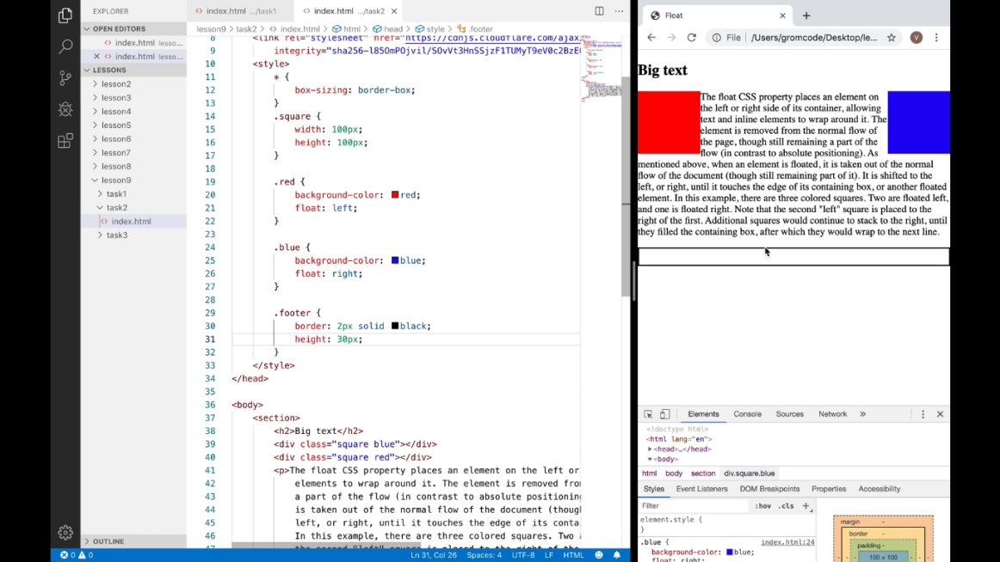 EXPLORER
OPEN EDITORS
index.html lesso...
index.html lesso...
LESSONS
lesson2
lesson3
lesson4
lesson5
lesson6
lesson7
lesson8
lesson9
task1
task2
index.html
task3
OUTLINE
index.html .../task1
index.html .../task2
lesson9 > task2 > index.html > html > head > style > .footer
8 <link rel="stylesheet" href="https://cdnjs.cloudflare.com/ajax
10 <style>
11 * {
12 box-sizing: border-box;
13 }
14 .square {
15 width: 100px;
16 height: 100px;
17 }
18
19 .red {
20 background-color: red;
21 float: left;
22 }
23
24 .blue {
25 background-color: blue;
26 float: right;
27 }
28
29 .footer {
30 border: 2px solid black;
31 height: 30px;
32 }
33 </style>
34 </head>
35
36 <body>
37 <section>
38 <h2>Big text</h2>
39 <div class="square blue"></div>
40 <div class="square red"></div>
41 <p>The float CSS property places an element on the left or
42 elements to wrap around it. The element is removed from
43 a part of the flow (in contrast to absolute positioning
44 is taken out of the normal flow of the document (though
45 left, or right, until it touches the edge of its conta
46 In this example, there are three colored squares. Two a
47 the second "left" square is placed to the right of the
0 0
Ln 31, Col 26
Spaces: 4
UTF-8
LF
HTML
Float
File | /Users/gromcode/Desktop/le...
V
Big text
The float CSS property places an element on
the left or right side of its container, allowing
text and inline elements to wrap around it. The
element is removed from the normal flow of
the page, though still remaining a part of the
flow (in contrast to absolute positioning). As
mentioned above, when an element is floated, it is taken out of the normal
flow of the document (though still remaining part of it). It is shifted to the
left, or right, until it touches the edge of its containing box, or another floated
element. In this example, there are three colored squares. Two are floated left,
and one is floated right. Note that the second "left" square is placed to the
right of the first. Additional squares would continue to stack to the right, until
they filled the containing box, after which they would wrap to the next line.
Elements
Console
Sources
Network
<!doctype html>
<html lang="en">
<head>...</head>
<body>
html body section div.square.blue
Styles
Event Listeners
DOM Breakpoints
Properties
Accessibility
Filter
:hov .cls +
element.style {
}
.blue { index.html:24
background-color: blue;
float: right;
margin -
border -
padding -
100 × 100